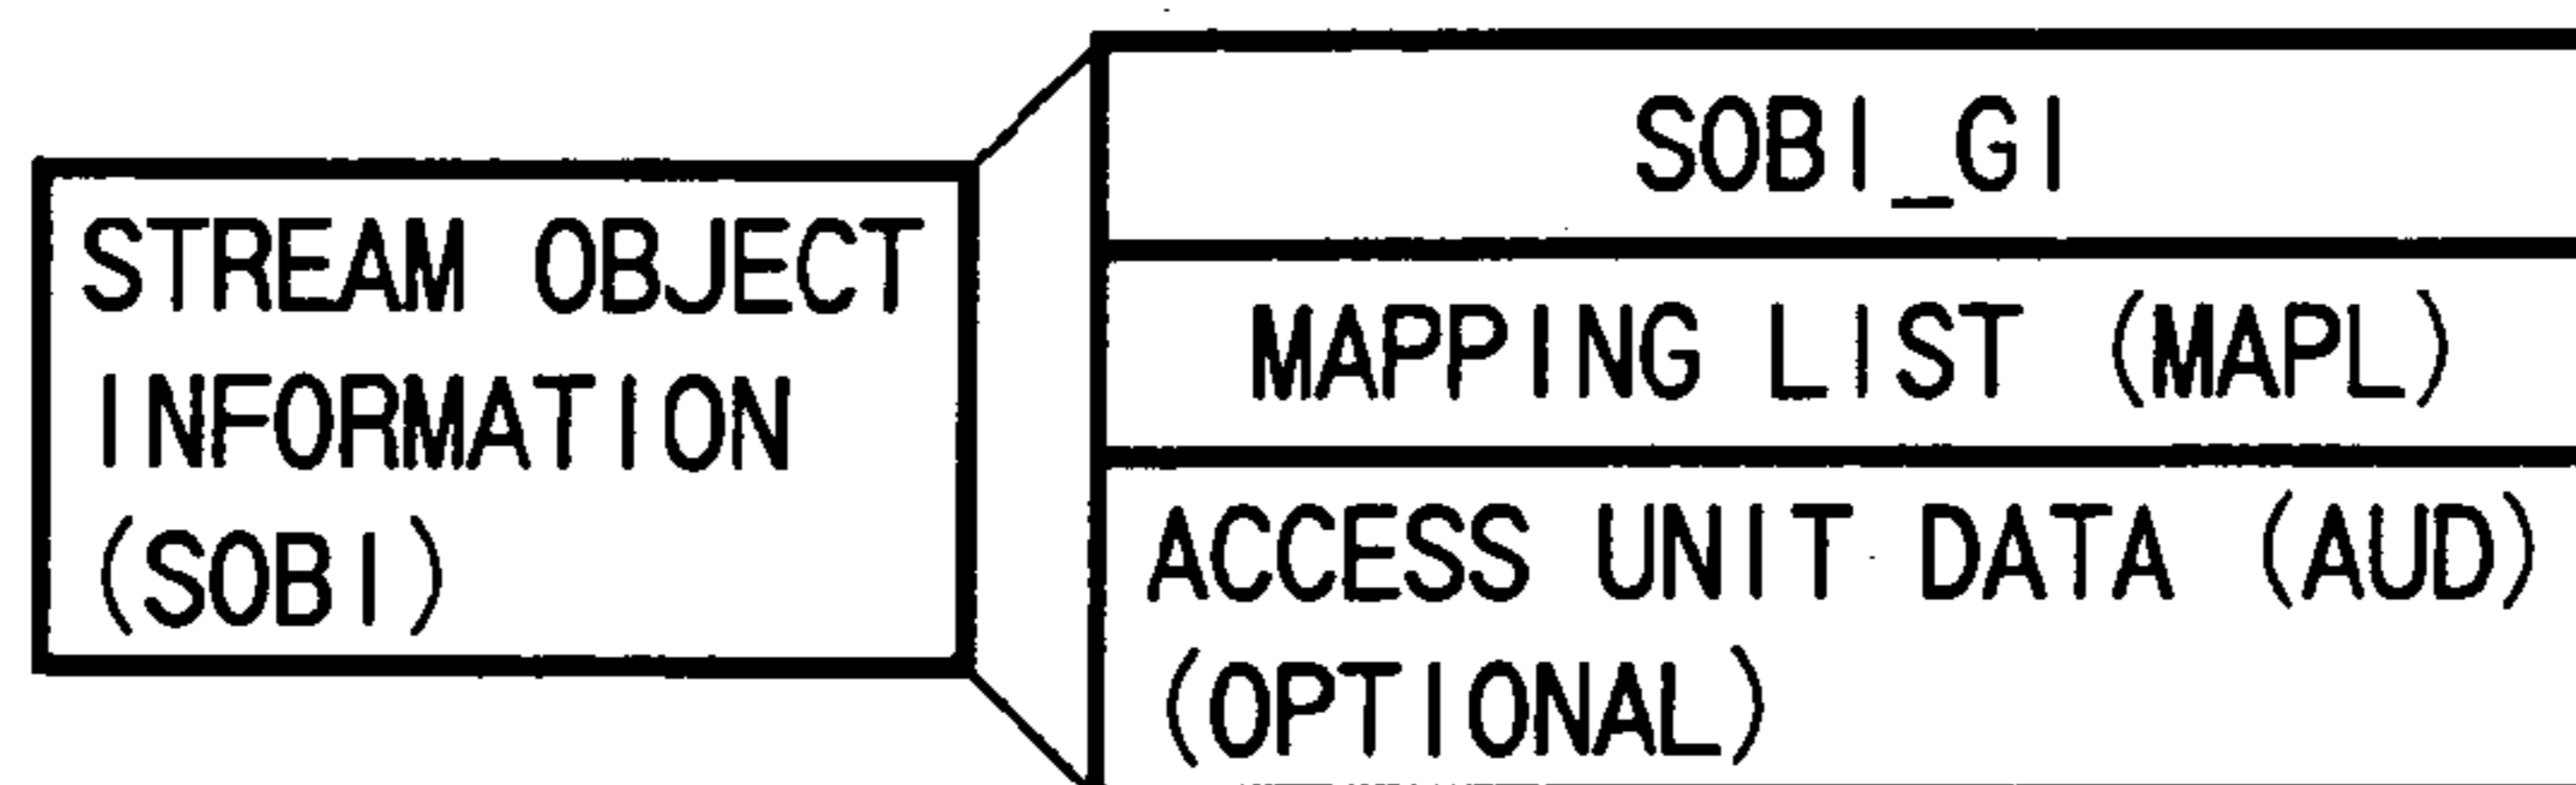 STREAM OBJECT
INFORMATION
(SOBI)
SOBI_GI
MAPPING LIST (MAPL)
ACCESS UNIT DATA (AUD)
(OPTIONAL)